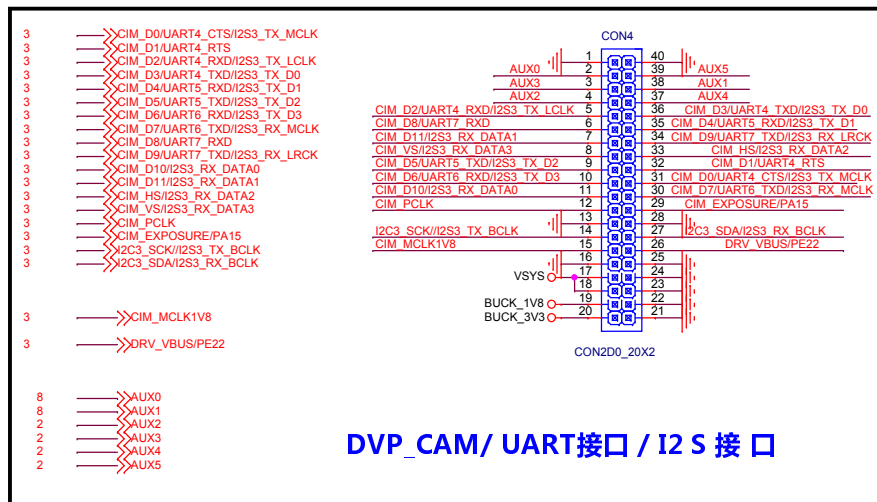 3 CIM_D0/UART4_CTS/I2S3_TX_MCLK
3 CIM_D1/UART4_RTS
3 CIM_D2/UART4_RXD/I2S3_TX_LCLK
3 CIM_D3/UART4_TXD/I2S3_TX_D0
3 CIM_D4/UART5_RXD/I2S3_TX_D1
3 CIM_D5/UART5_TXD/I2S3_TX_D2
3 CIM_D6/UART6_RXD/I2S3_TX_D3
3 CIM_D7/UART6_TXD/I2S3_RX_MCLK
3 CIM_D8/UART7_RXD
3 CIM_D9/UART7_TXD/I2S3_RX_LRCK
3 CIM_D10/I2S3_RX_DATA0
3 CIM_D11/I2S3_RX_DATA1
3 CIM_HS/I2S3_RX_DATA2
3 CIM_VS/I2S3_RX_DATA3
3 CIM_PCLK
3 CIM_EXPOSURE/PA15
3 I2C3_SCK//I2S3_TX_BCLK
3 I2C3_SDA/I2S3_RX_BCLK
3 CIM_MCLK1V8
3 DRV_VBUS/PE22
8 AUX0
8 AUX1
2 AUX2
2 AUX3
2 AUX4
2 AUX5
CON4
1 40
AUX0 2 39 AUX5
AUX3 3 38 AUX1
AUX2 4 37 AUX4
CIM_D2/UART4_RXD/I2S3_TX_LCLK 5 36 CIM_D3/UART4_TXD/I2S3_TX_D0
CIM_D8/UART7_RXD 6 35 CIM_D4/UART5_RXD/I2S3_TX_D1
CIM_D11/I2S3_RX_DATA1 7 34 CIM_D9/UART7_TXD/I2S3_RX_LRCK
CIM_VS/I2S3_RX_DATA3 8 33 CIM_HS/I2S3_RX_DATA2
CIM_D5/UART5_TXD/I2S3_TX_D2 9 32 CIM_D1/UART4_RTS
CIM_D6/UART6_RXD/I2S3_TX_D3 10 31 CIM_D0/UART4_CTS/I2S3_TX_MCLK
CIM_D10/I2S3_RX_DATA0 11 30 CIM_D7/UART6_TXD/I2S3_RX_MCLK
CIM_PCLK 12 29 CIM_EXPOSURE/PA15
13 28
I2C3_SCK//I2S3_TX_BCLK 14 27 I2C3_SDA/I2S3_RX_BCLK
CIM_MCLK1V8 15 26 DRV_VBUS/PE22
16 25
VSYS 17 24
18 23
BUCK_1V8 19 22
BUCK_3V3 20 21
CON2D0_20X2
DVP_CAM/ UART接口 / I2 S 接 口